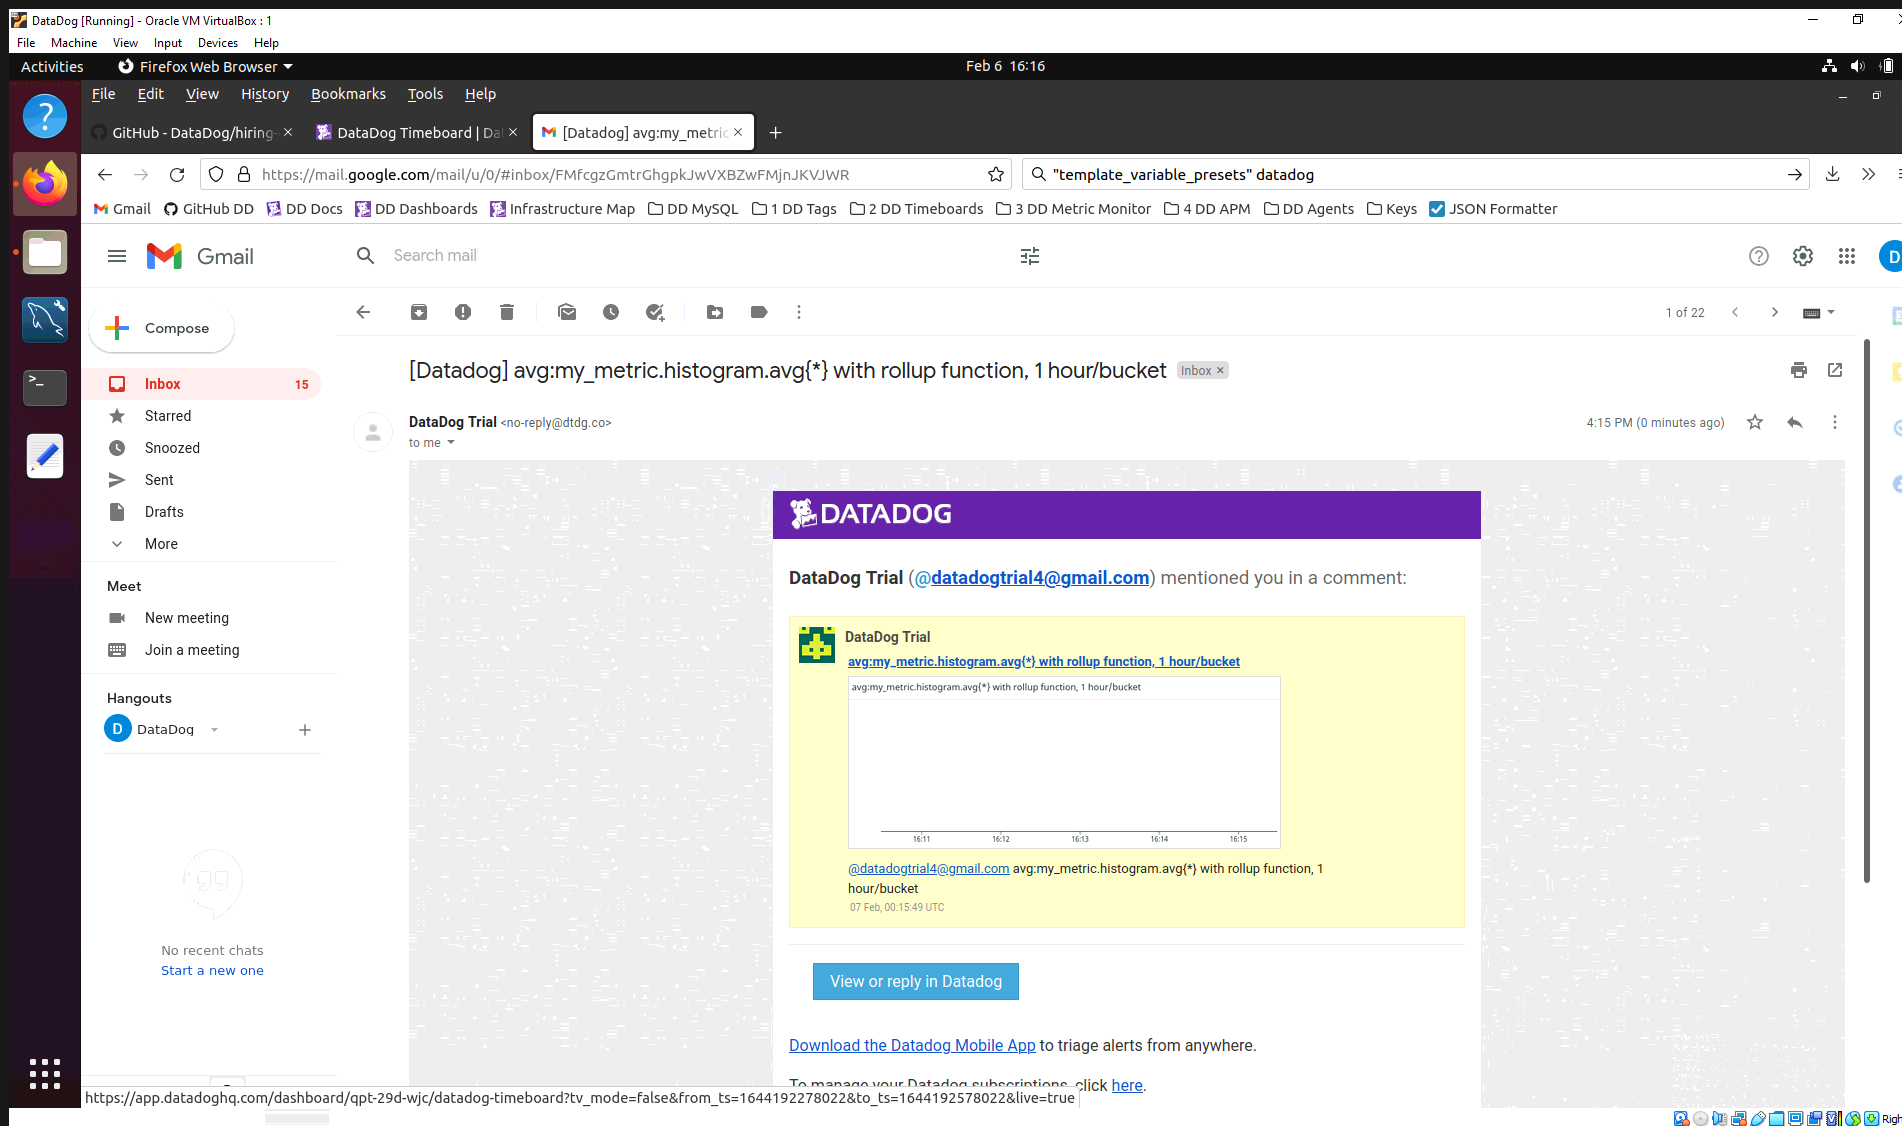 DataDog [Running] - Oracle VM VirtualBox : 1
File Machine View Input Devices Help
Activities Firefox Web Browser Feb 6 16:16
File Edit View History Bookmarks Tools Help
GitHub - DataDog/hiring- DataDog Timeboard | Da [Datadog] avg:my_metric
https://mail.google.com/mail/u/0/#inbox/FMfcgzGmtrGhgpkJwVXBZwFMjnJKVJWR "template_variable_presets" datadog
Gmail GitHub DD DD Docs DD Dashboards Infrastructure Map DD MySQL 1 DD Tags 2 DD Timeboards 3 DD Metric Monitor 4 DD APM DD Agents Keys JSON Formatter
Gmail Search mail D
Compose 1 of 22
[Datadog] avg:my_metric.histogram.avg{*} with rollup function, 1 hour/bucket Inbox ×
Inbox 15
Starred
Snoozed
Sent
Drafts
More
DataDog Trial <no-reply@dtdg.co> 4:15 PM (0 minutes ago)
to me
Meet
New meeting
Join a meeting
Hangouts
D DataDog
No recent chats
Start a new one
DATADOG
DataDog Trial (@datadogtrial4@gmail.com) mentioned you in a comment:
DataDog Trial
avg:my_metric.histogram.avg{*} with rollup function, 1 hour/bucket
avg:my_metric.histogram.avg{*} with rollup function, 1 hour/bucket
16:11 16:12 16:13 16:14 16:15
@datadogtrial4@gmail.com avg:my_metric.histogram.avg{*} with rollup function, 1
hour/bucket
07 Feb, 00:15:49 UTC
View or reply in Datadog
Download the Datadog Mobile App to triage alerts from anywhere.
To manage your Datadog subscriptions, click here.
https://app.datadoghq.com/dashboard/qpt-29d-wjc/datadog-timeboard?tv_mode=false&from_ts=1644192278022&to_ts=1644192578022&live=true
Righ